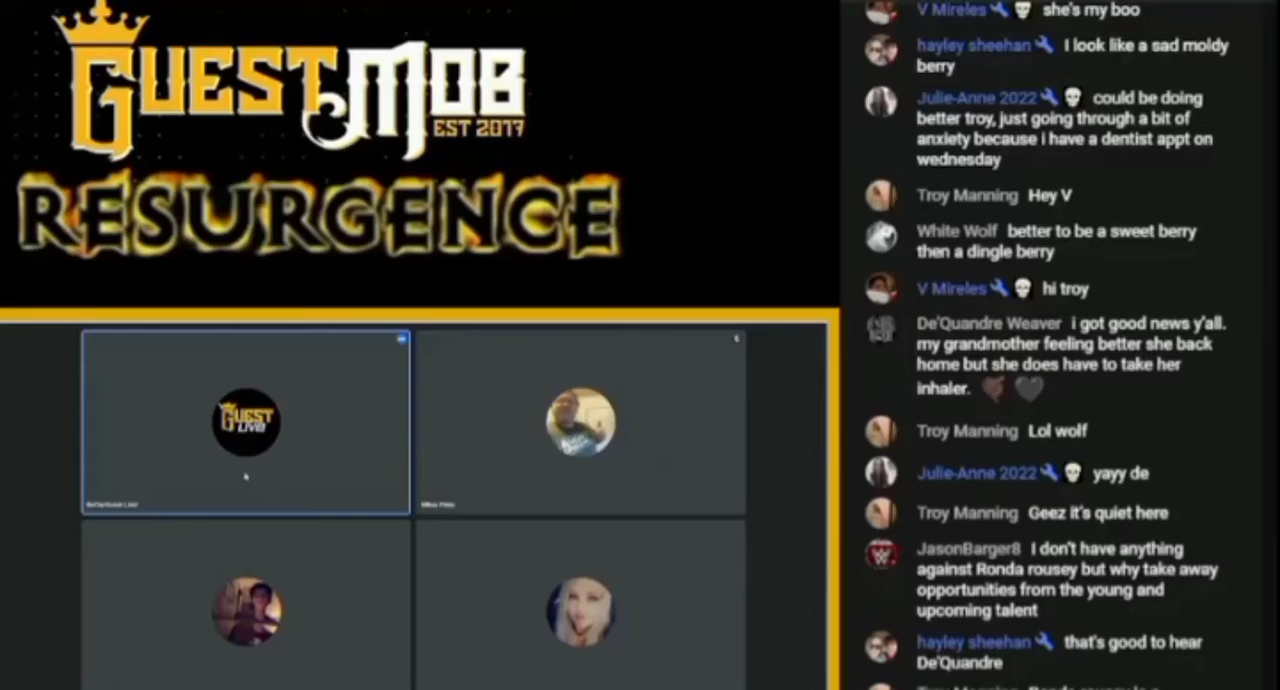 GUESTMOB
EST 2017
RESURGENCE
GUEST
LIVE!
V Mireles she's my boo
hayley sheehan I look like a sad moldy
berry
Julie-Anne 2022 could be doing
better troy, just going through a bit of
anxiety because i have a dentist appt on
wednesday
Troy Manning Hey V
White Wolf better to be a sweet berry
then a dingle berry
V Mireles hi troy
De'Quandre Weaver i got good news y'all.
my grandmother feeling better she back
home but she does have to take her
inhaler.
Troy Manning Lol wolf
Julie-Anne 2022 yayy de
Troy Manning Geez it's quiet here
JasonBarger8 I don't have anything
against Ronda rousey but why take away
opportunities from the young and
upcoming talent
hayley sheehan that's good to hear
De'Quandre